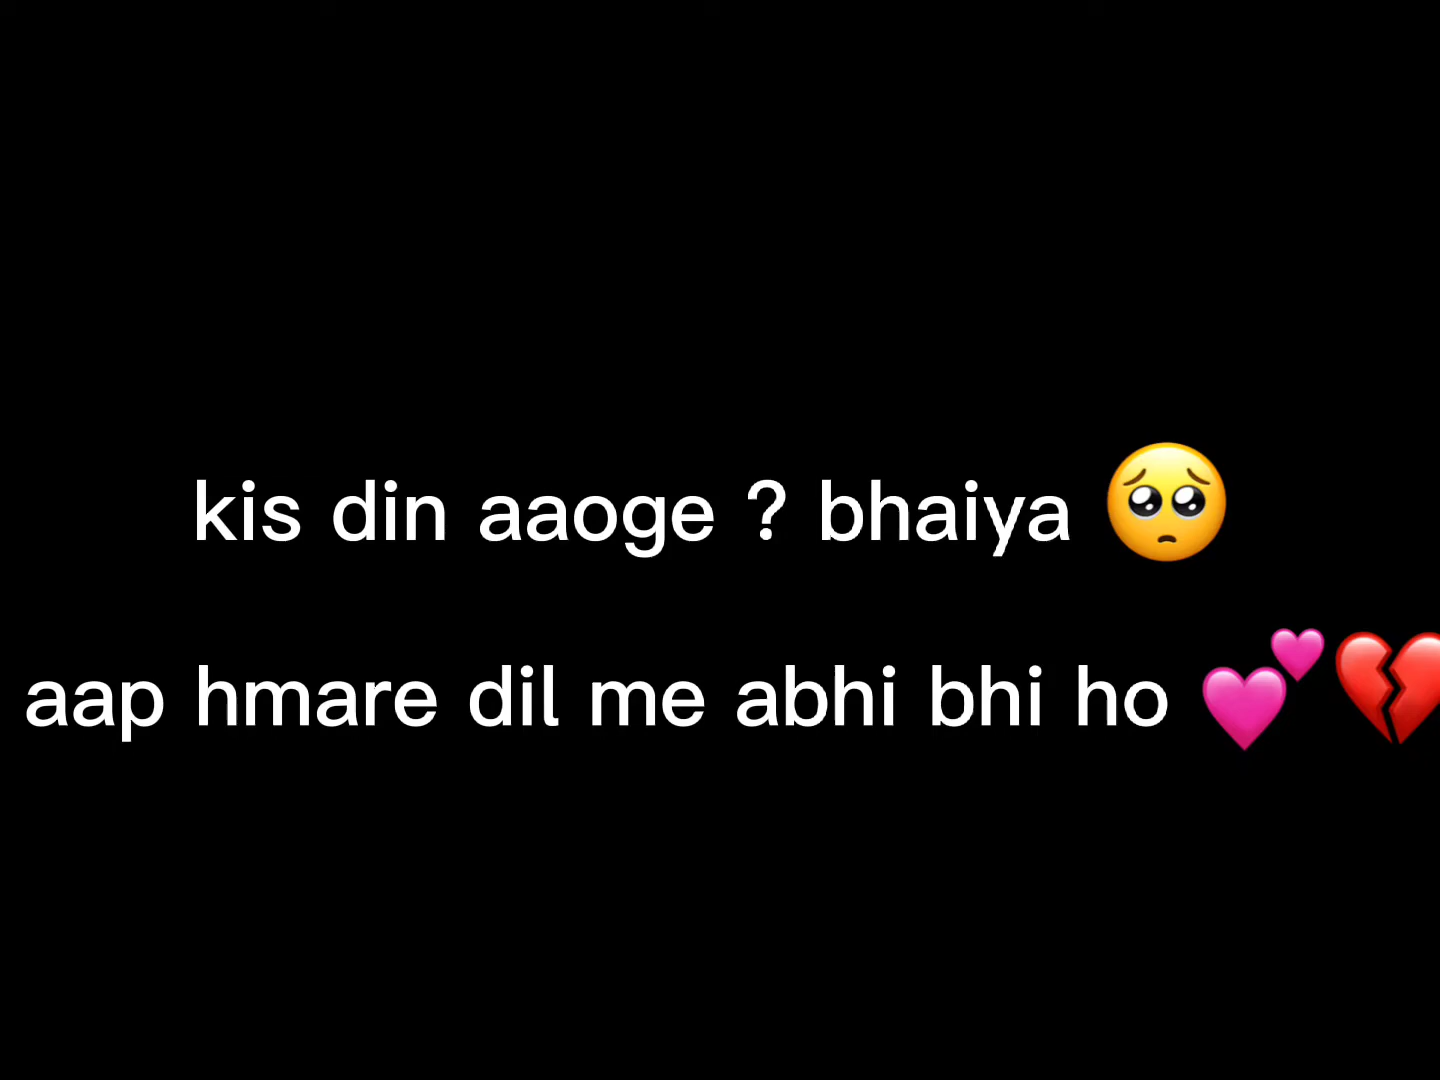 kis din aaoge ? bhaiya 🥺
aap hmare dil me abhi bhi ho 💕💔